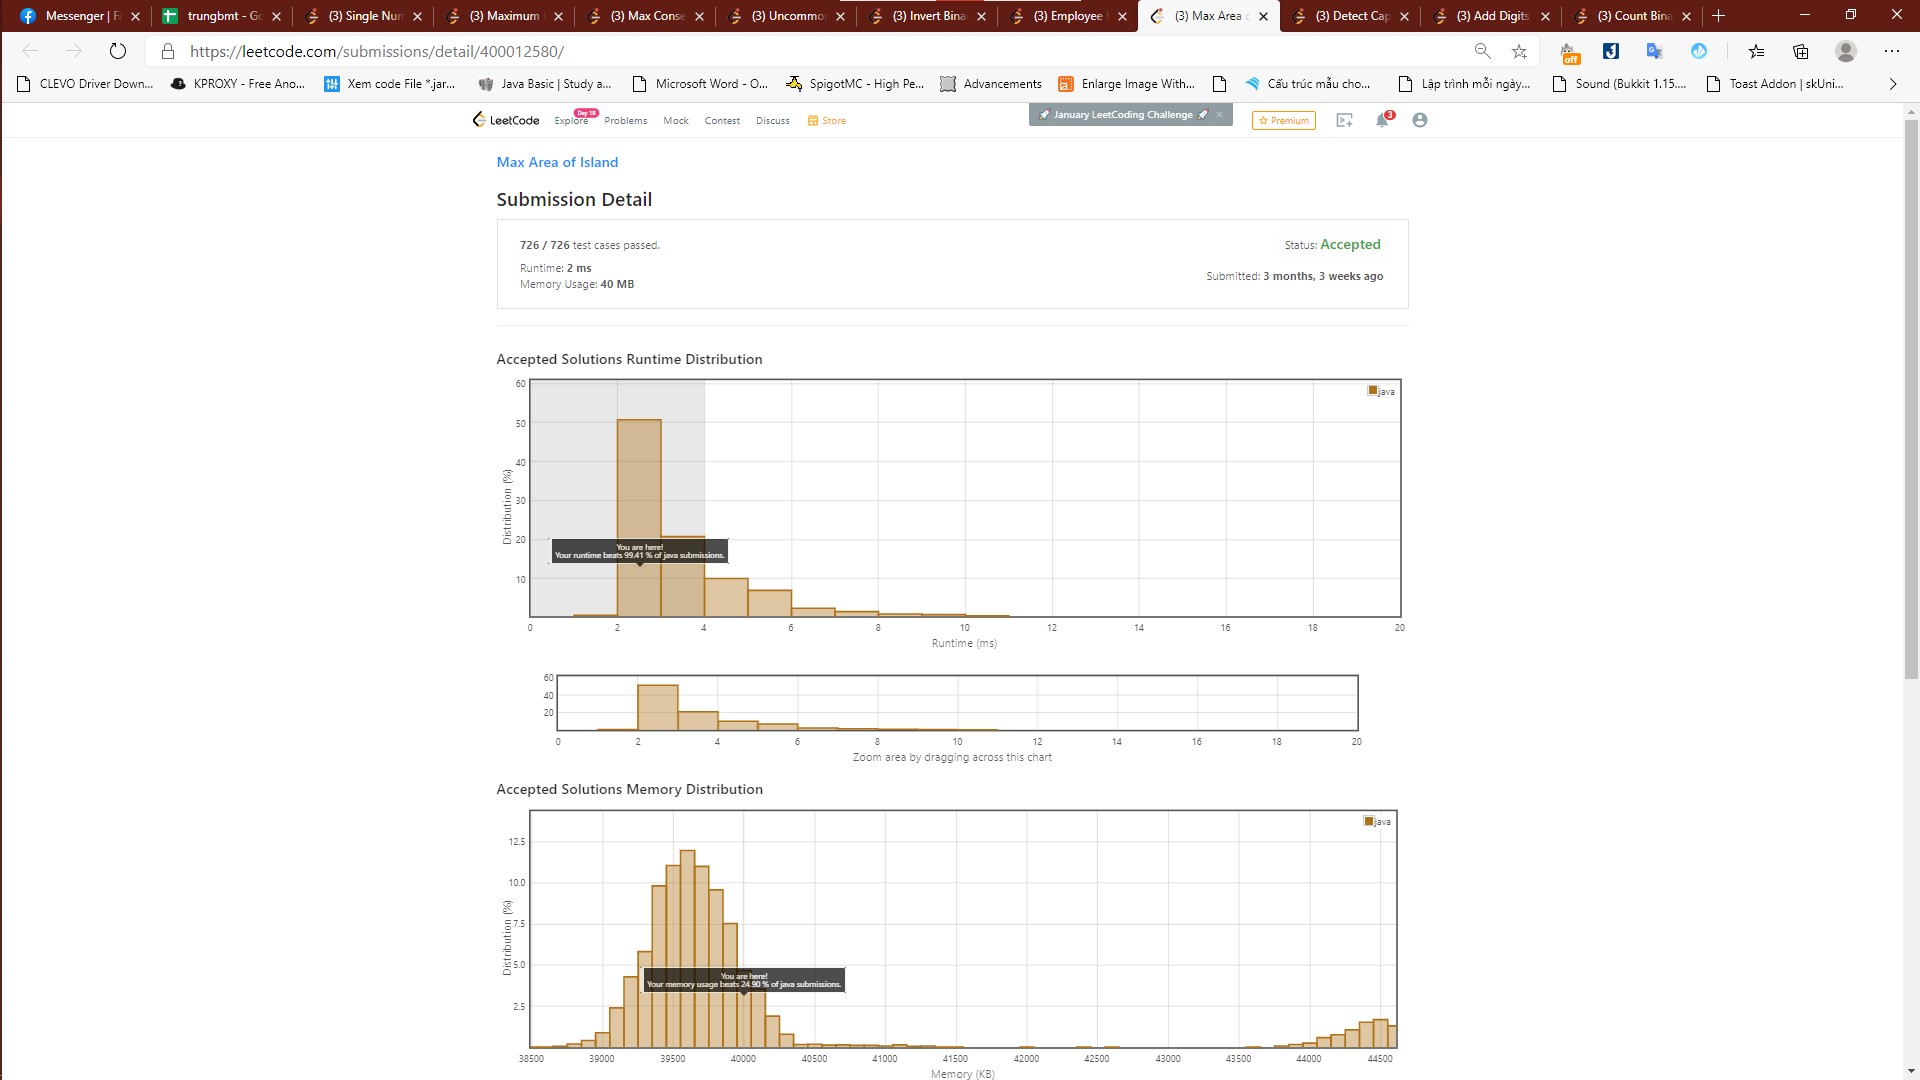 Messenger | Fa
trungbmt - Go
(3) Single Num
(3) Maximum
(3) Max Conse
(3) Uncommon
(3) Invert Bina
(3) Employee I
(3) Max Area o
(3) Detect Cap
(3) Add Digits
(3) Count Bina
https://leetcode.com/submissions/detail/400012580/
off
CLEVO Driver Down...
KPROXY - Free Ano...
Xem code File *.jar...
Java Basic | Study a...
Microsoft Word - O...
SpigotMC - High Pe...
Advancements
Enlarge Image With...
Cấu trúc mẫu cho...
Lập trình mỗi ngày...
Sound (Bukkit 1.15....
Toast Addon | skUni...
LeetCode
Explore
Day 18
Problems
Mock
Contest
Discuss
Store
January LeetCoding Challenge
Premium
3
Max Area of Island
Submission Detail
726 / 726 test cases passed.
Status: Accepted
Runtime: 2 ms
Submitted: 3 months, 3 weeks ago
Memory Usage: 40 MB
Accepted Solutions Runtime Distribution
60
50
40
30
20
10
Distribution (%)
java
You are here!
Your runtime beats 99.41 % of java submissions.
0 2 4 6 8 10 12 14 16 18 20
Runtime (ms)
60
40
20
0 2 4 6 8 10 12 14 16 18 20
Zoom area by dragging across this chart
Accepted Solutions Memory Distribution
12.5
10.0
7.5
5.0
2.5
Distribution (%)
java
You are here!
Your memory usage beats 24.90 % of java submissions.
38500 39000 39500 40000 40500 41000 41500 42000 42500 43000 43500 44000 44500
Memory (KB)